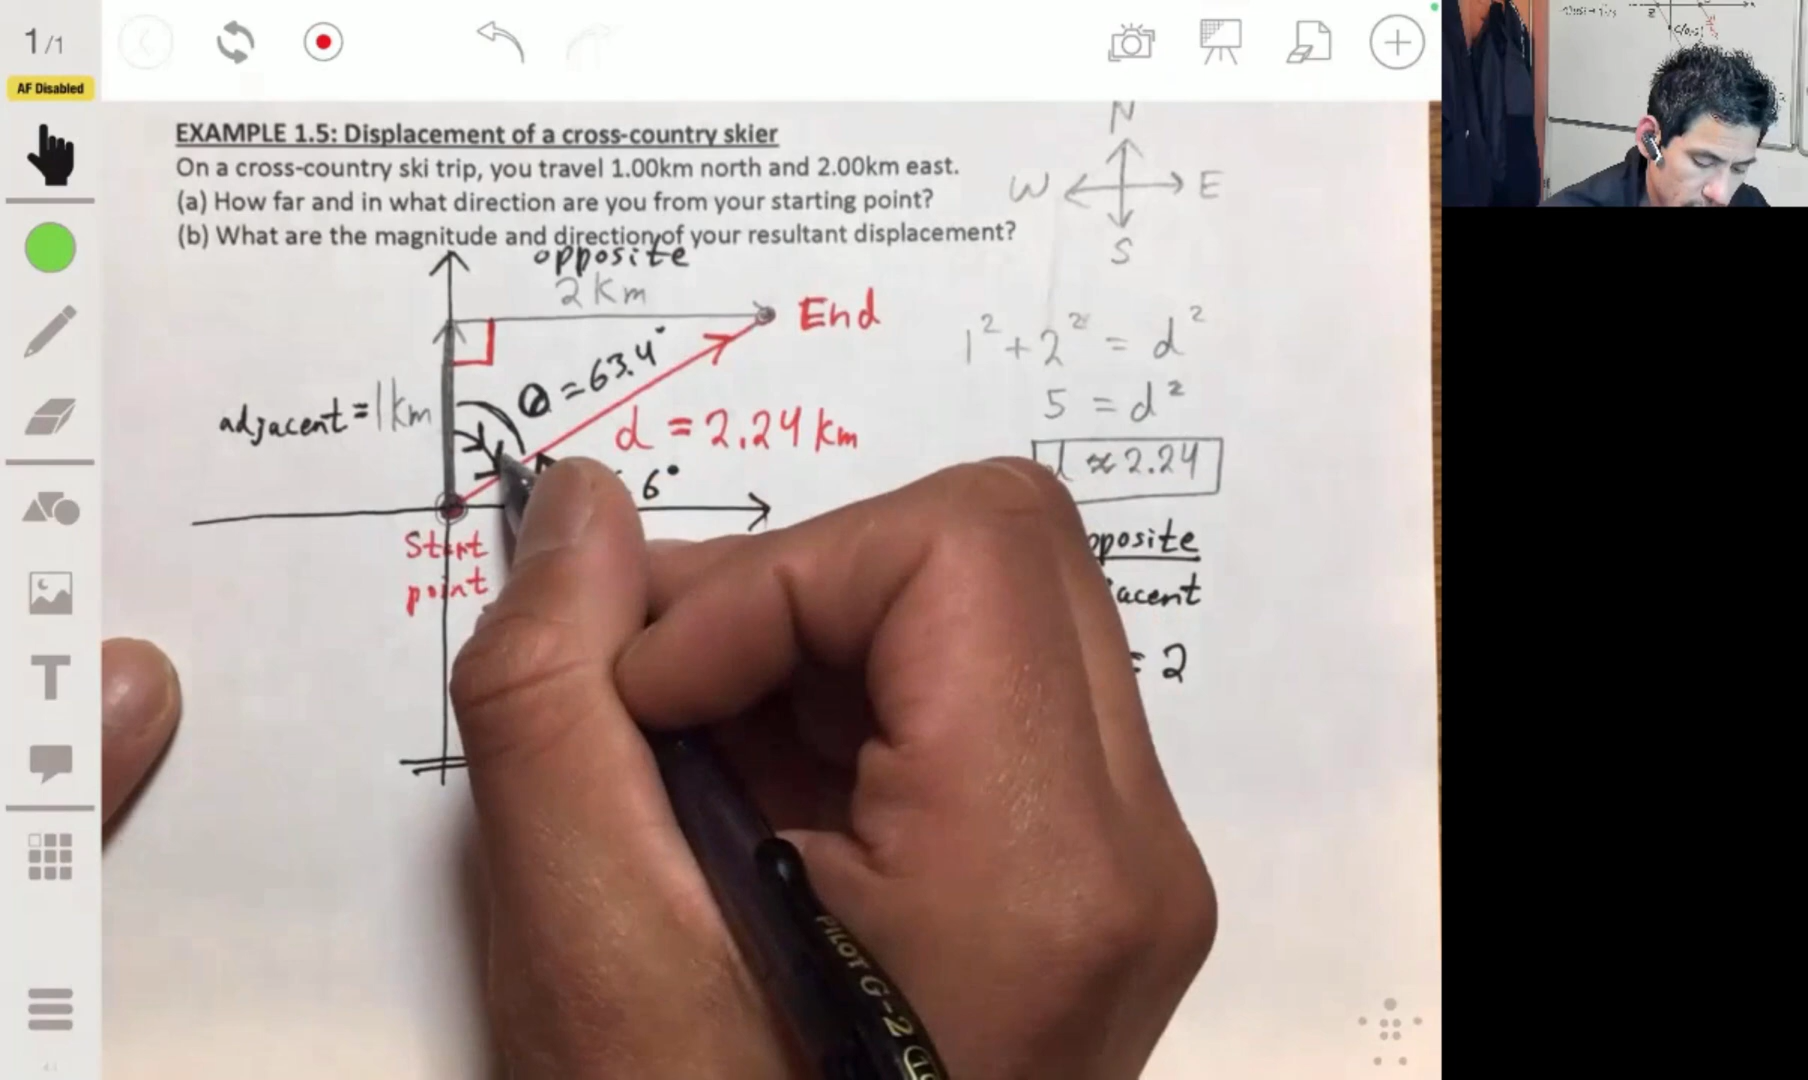 1/1
AF Disabled
EXAMPLE 1.5: Displacement of a cross-country skier
On a cross-country ski trip, you travel 1.00km north and 2.00km east.
(a) How far and in what direction are you from your starting point?
(b) What are the magnitude and direction of your resultant displacement?
N
W E
S
opposite
2 km
End
θ = 63.4°
adjacent = 1km
d = 2.24 km
6°
Start
point
1² + 2² = d²
5 = d²
≈ 2.24
pposite
acent
= 2
T
PILOT G-2